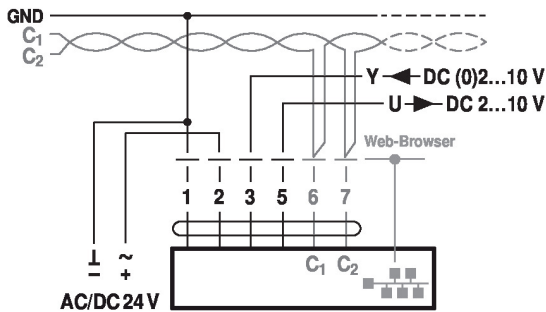 GND
C1
C2
Y DC (0)2...10 V
U DC 2...10 V
Web-Browser
1 2 3 5 6 7
C1 C2
⊥ ~
– +
AC/DC 24 V